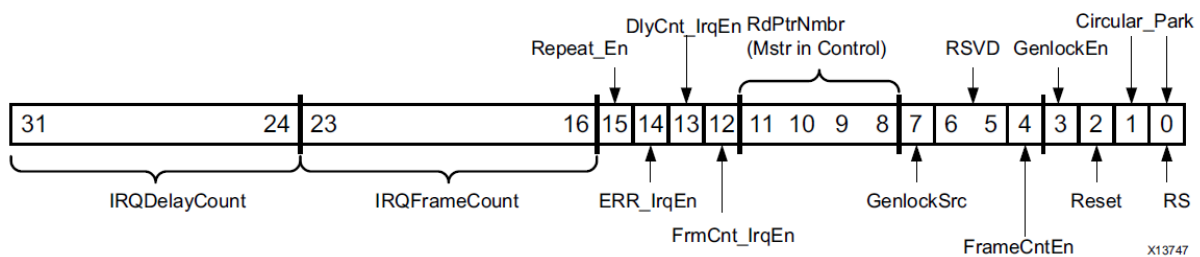 DlyCnt_IrqEn RdPtrNmbr Circular_Park
Repeat_En (Mstr in Control) RSVD GenlockEn
31 24 23 16 15 14 13 12 11 10 9 8 7 6 5 4 3 2 1 0
IRQDelayCount IRQFrameCount ERR_IrqEn GenlockSrc Reset RS
FrmCnt_IrqEn FrameCntEn X13747